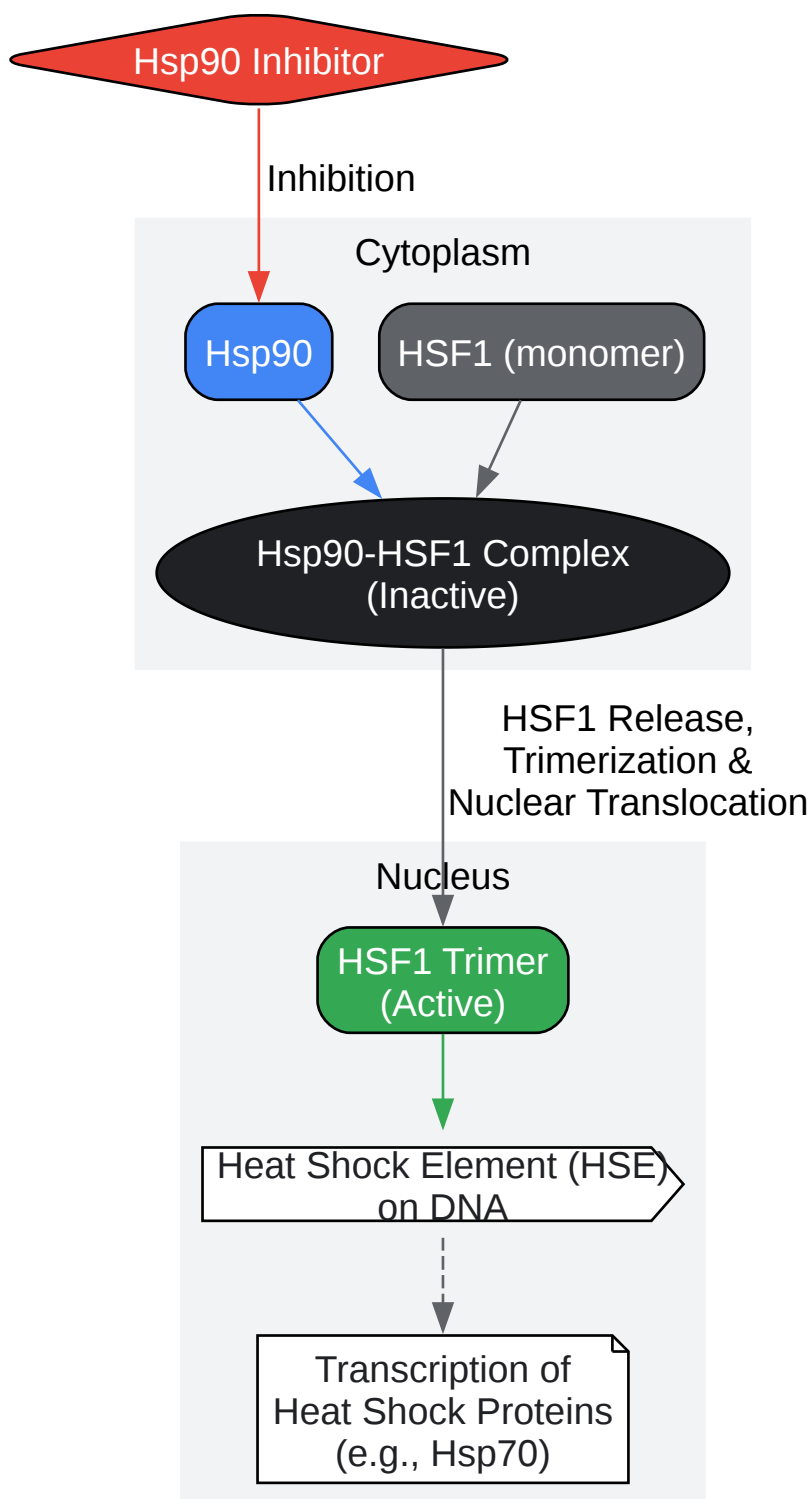 Hsp90 Inhibitor
Inhibition
Cytoplasm
Hsp90
HSF1 (monomer)
Hsp90-HSF1 Complex
(Inactive)
HSF1 Release,
Trimerization &
Nuclear Translocation
Nucleus
HSF1 Trimer
(Active)
Heat Shock Element (HSE)
on DNA
Transcription of
Heat Shock Proteins
(e.g., Hsp70)